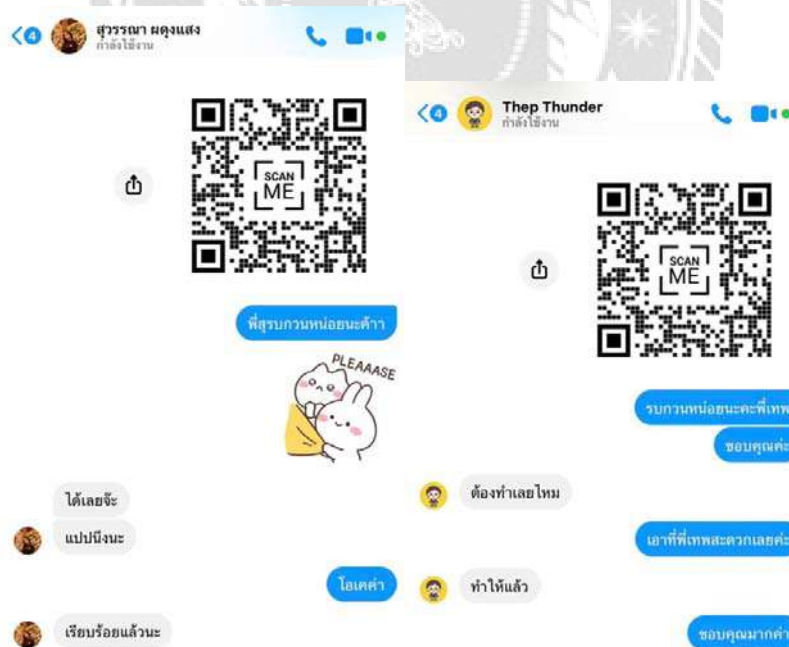 สุวรรณา ผดุงแสง
กำลังใช้งาน
SCAN
ME
พี่สุรบกวนหน่อยนะค้าา
PLEAAASE
ได้เลยจ๊ะ
แปปนึงนะ
โอเคค่า
เรียบร้อยแล้วนะ
Thep Thunder
กำลังใช้งาน
SCAN
ME
รบกวนหน่อยนะคะพี่เทพ
ขอบคุณค่ะ
ต้องทำเลยไหม
เอาที่พี่เทพสะดวกเลยค่ะ
ทำให้แล้ว
ขอบคุณมากค่า